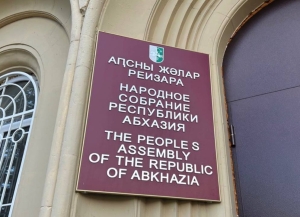 АԤСНЫ ЖӘЛАР
РЕИЗАРА
НАРОДНОЕ
СОБРАНИЕ
РЕСПУБЛИКИ
АБХАЗИЯ
THE PEOPLE S
ASSEMBLY
OF THE REPUBLIC
OF ABKHAZIA